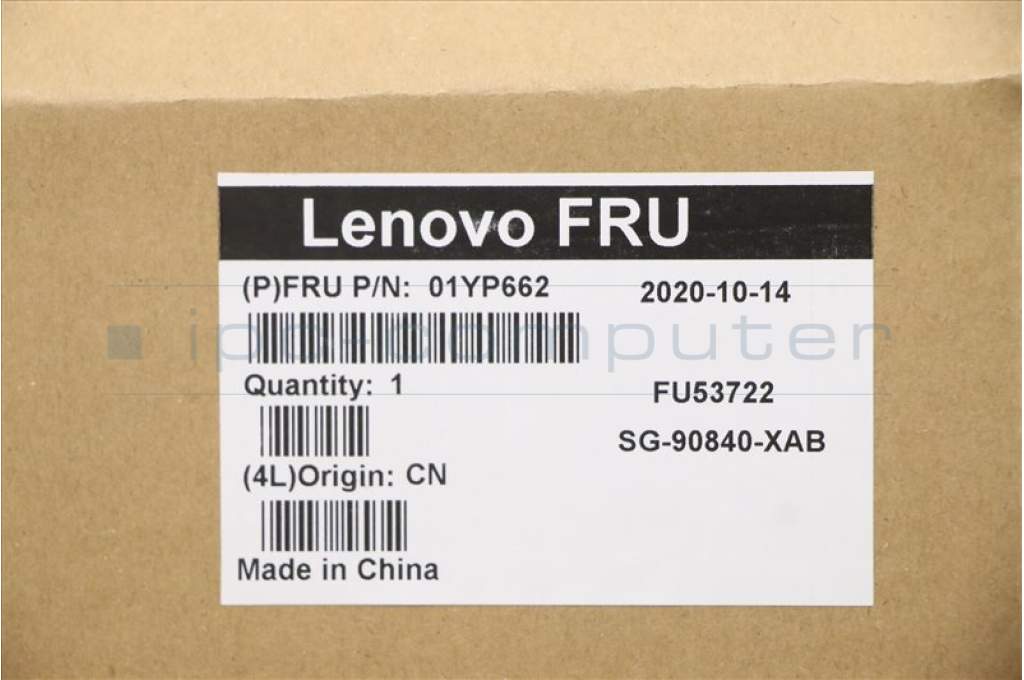 Lenovo FRU
(P)FRU P/N: 01YP662
2020-10-14
ipc-computer
Quantity: 1
FU53722
SG-90840-XAB
(4L)Origin: CN
Made in China